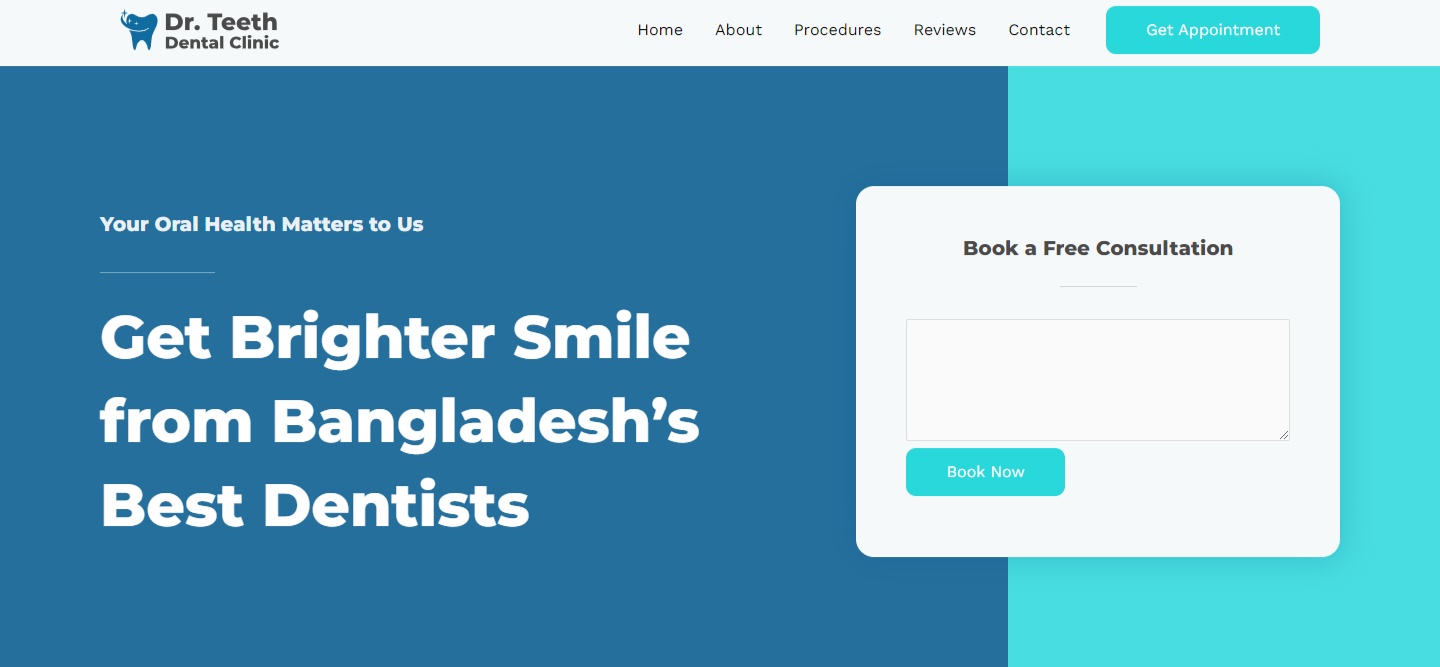 Dr. Teeth
Dental Clinic
Home
About
Procedures
Reviews
Contact
Get Appointment
Your Oral Health Matters to Us
Get Brighter Smile
from Bangladesh’s
Best Dentists
Book a Free Consultation
Book Now